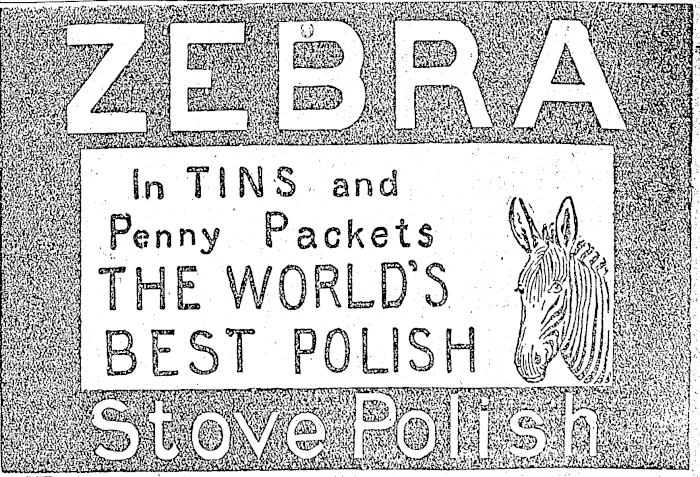 ZEBRA
In TINS and
Penny Packets
THE WORLD'S
BEST POLISH
Stove Polish